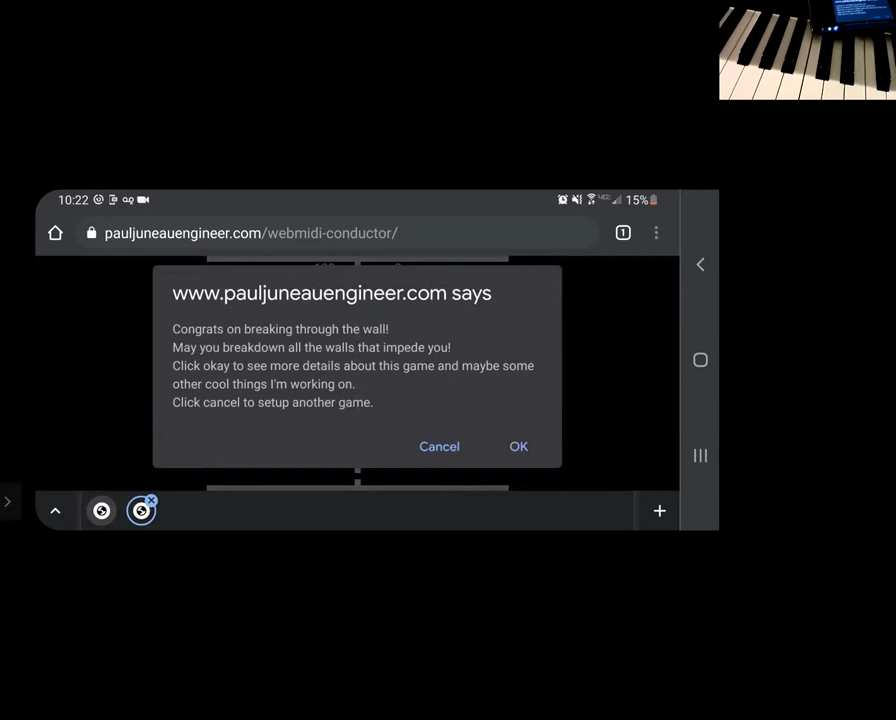 10:22
15%
pauljuneauengineer.com/webmidi-conductor/
1
www.pauljuneauengineer.com says
Congrats on breaking through the wall!
May you breakdown all the walls that impede you!
Click okay to see more details about this game and maybe some
other cool things I'm working on.
Click cancel to setup another game.
Cancel
OK